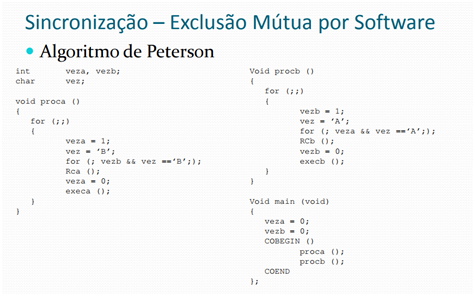 Sincronização – Exclusão Mútua por Software
Algoritmo de Peterson
int veza, vezb;
char vez;
void proca ()
{
for (;;)
{
veza = 1;
vez = 'B';
for (; vezb && vez =='B';);
Rca ();
veza = 0;
execa ();
}
}
Void procb ()
{
for (;;)
{
vezb = 1;
vez = 'A';
for (; veza && vez =='A';);
RCb ();
vezb = 0;
execb ();
}
}
Void main (void)
{
veza = 0;
vezb = 0;
COBEGIN ()
proca ();
procb ();
COEND
};